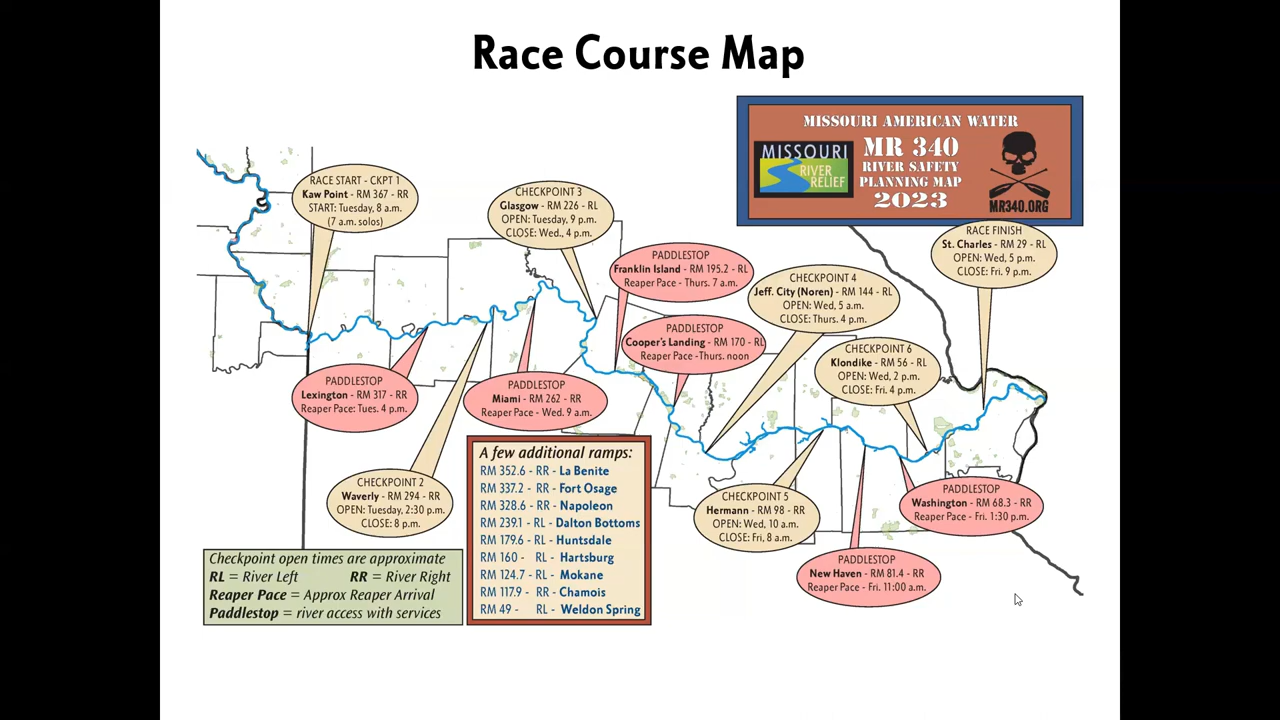 Race Course Map
MISSOURI AMERICAN WATER
MISSOURI
RIVER
RELIEF
MR 340
RIVER SAFETY
PLANNING MAP
2023
MR340.ORG
RACE START - CKPT 1
Kaw Point - RM 367 - RR
START: Tuesday, 8 a.m.
(7 a.m. solos)
CHECKPOINT 3
Glasgow - RM 226 - RL
OPEN: Tuesday, 9 p.m.
CLOSE: Wed., 4 p.m.
RACE FINISH
St. Charles - RM 29 - RL
OPEN: Wed, 5 p.m.
CLOSE: Fri. 9 p.m.
PADDLESTOP
Franklin Island - RM 195.2 - RL
Reaper Pace - Thurs. 7 a.m.
CHECKPOINT 4
Jeff. City (Noren) - RM 144 - RL
OPEN: Wed, 5 a.m.
CLOSE: Thurs. 4 p.m.
PADDLESTOP
Cooper's Landing - RM 170 - RL
Reaper Pace -Thurs. noon
CHECKPOINT 6
Klondike - RM 56 - RL
OPEN: Wed, 2 p.m.
CLOSE: Fri. 4 p.m.
PADDLESTOP
Lexington - RM 317 - RR
Reaper Pace: Tues. 4 p.m.
PADDLESTOP
Miami - RM 262 - RR
Reaper Pace - Wed. 9 a.m.
CHECKPOINT 2
Waverly - RM 294 - RR
OPEN: Tuesday, 2:30 p.m.
CLOSE: 8 p.m.
A few additional ramps:
RM 352.6 - RR - La Benite
RM 337.2 - RR - Fort Osage
RM 328.6 - RR - Napoleon
RM 239.1 - RL - Dalton Bottoms
RM 179.6 - RL - Huntsdale
RM 160 - RL - Hartsburg
RM 124.7 - RL - Mokane
RM 117.9 - RR - Chamois
RM 49 - RL - Weldon Spring
CHECKPOINT 5
Hermann - RM 98 - RR
OPEN: Wed, 10 a.m.
CLOSE: Fri, 8 a.m.
PADDLESTOP
Washington - RM 68.3 - RR
Reaper Pace - Fri. 1:30 p.m.
PADDLESTOP
New Haven - RM 81.4 - RR
Reaper Pace - Fri. 11:00 a.m.
Checkpoint open times are approximate
RL = River Left RR = River Right
Reaper Pace = Approx Reaper Arrival
Paddlestop = river access with services